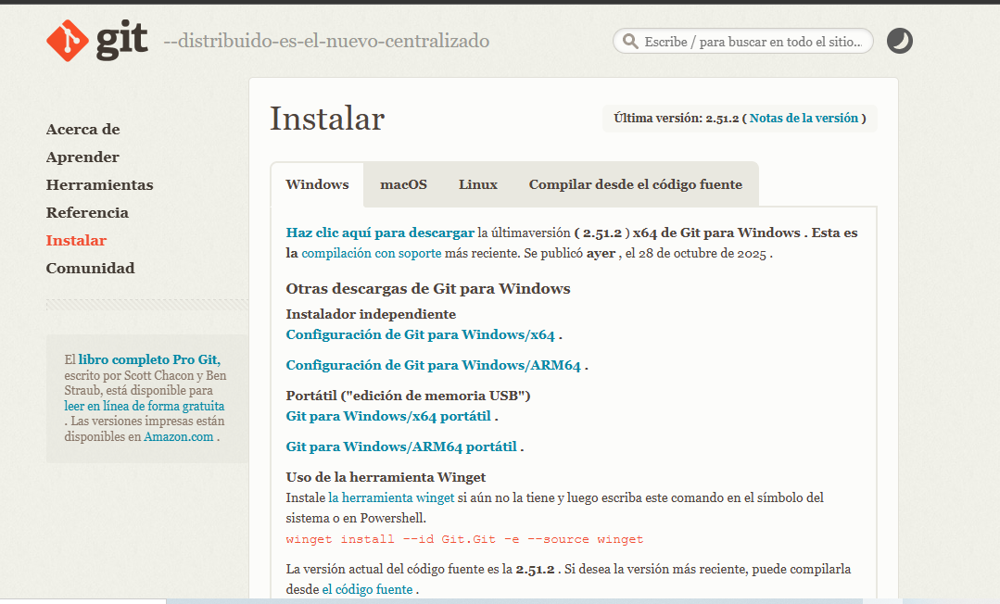 git --distribuido-es-el-nuevo-centralizado
Escribe / para buscar en todo el sitio...
Acerca de
Aprender
Herramientas
Referencia
Instalar
Comunidad
El libro completo Pro Git,
escrito por Scott Chacon y Ben
Straub, está disponible para
leer en línea de forma gratuita
. Las versiones impresas están
disponibles en Amazon.com .
Instalar
Última versión: 2.51.2 ( Notas de la versión )
Windows macOS Linux Compilar desde el código fuente
Haz clic aquí para descargar la últimaversión ( 2.51.2 ) x64 de Git para Windows . Esta es
la compilación con soporte más reciente. Se publicó ayer , el 28 de octubre de 2025 .
Otras descargas de Git para Windows
Instalador independiente
Configuración de Git para Windows/x64 .
Configuración de Git para Windows/ARM64 .
Portátil ("edición de memoria USB")
Git para Windows/x64 portátil .
Git para Windows/ARM64 portátil .
Uso de la herramienta Winget
Instale la herramienta winget si aún no la tiene y luego escriba este comando en el símbolo del
sistema o en Powershell.
winget install --id Git.Git -e --source winget
La versión actual del código fuente es la 2.51.2 . Si desea la versión más reciente, puede compilarla
desde el código fuente .